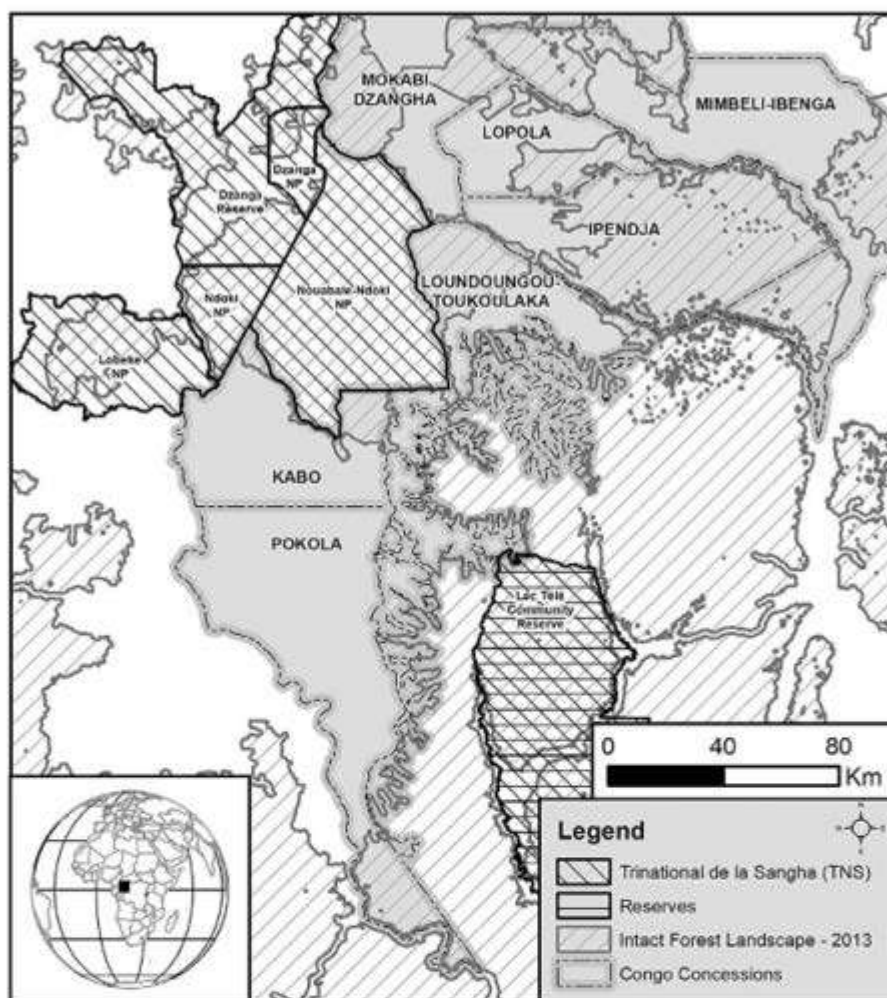 MOKABI
DZANGHA
MIMBELI-IBENGA
LOPOLA
Dzanga
NP
Dzanga
Reserve
IPENDJA
LOUNDOUNGOU-
TOUKOULAKA
Nouabale-Ndoki
NP
Ndoki
NP
Lobeke
NP
KABO
POKOLA
Lac Tele
Community
Reserve
0 40 80
Km
Legend
Trinational de la Sangha (TNS)
Reserves
Intact Forest Landscape - 2013
Congo Concessions